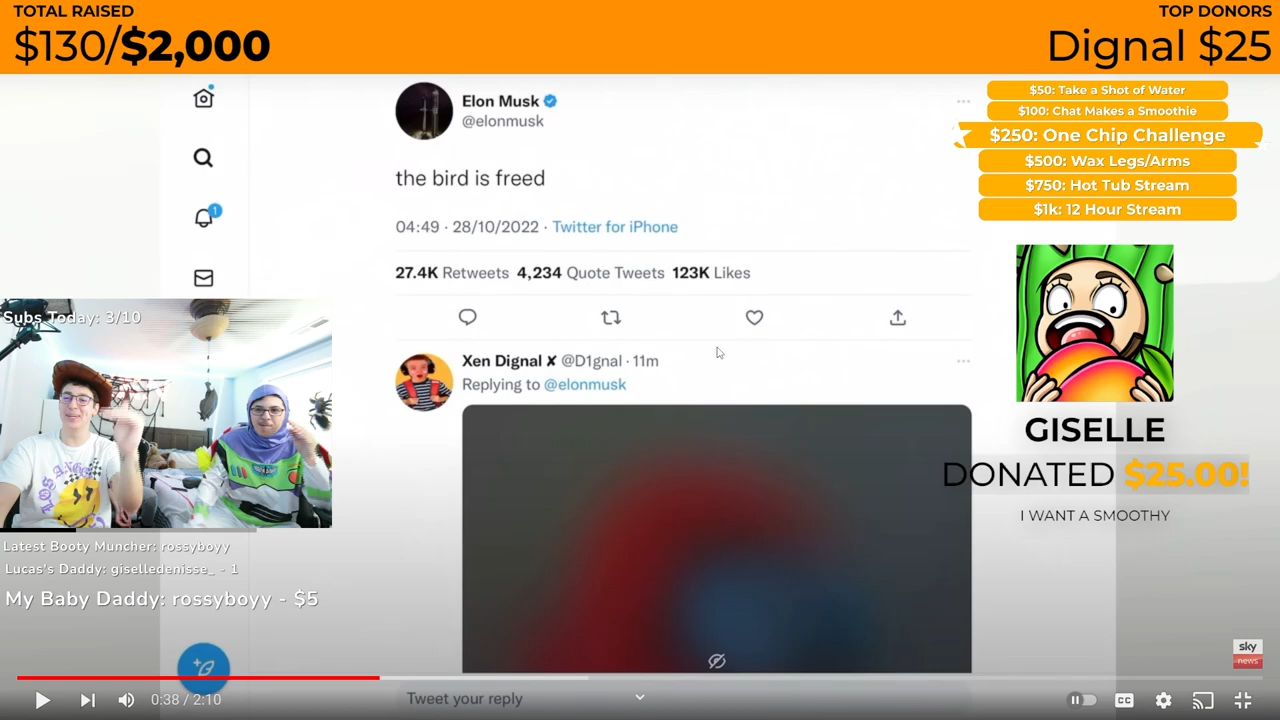 TOTAL RAISED
$130/$2,000
TOP DONORS
Dignal $25
$50: Take a Shot of Water
$100: Chat Makes a Smoothie
$250: One Chip Challenge
$500: Wax Legs/Arms
$750: Hot Tub Stream
$1k: 12 Hour Stream
Elon Musk
@elonmusk
the bird is freed
04:49 · 28/10/2022 · Twitter for iPhone
27.4K Retweets 4,234 Quote Tweets 123K Likes
1
Xen Dignal ✘ @D1gnal · 11m
Replying to @elonmusk
Tweet your reply
Subs Today: 3/10
LOS ANGELES
Latest Booty Muncher: rossyboyy
Lucas's Daddy: giselledenisse_ - 1
My Baby Daddy: rossyboyy - $5
GISELLE
DONATED $25.00!
I WANT A SMOOTHY
sky
news
0:38 / 2:10
CC